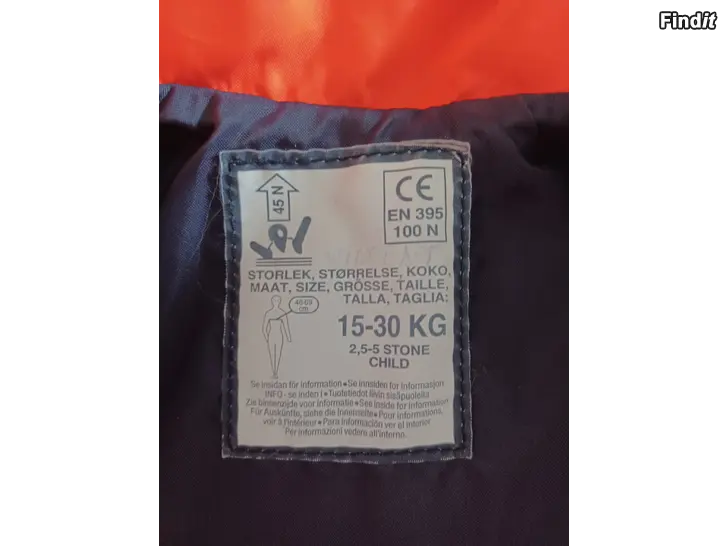 Findit
45 N
CE
EN 395
100 N
STORLEK, STØRRELSE, KOKO,
MAAT, SIZE, GRÖSSE, TAILLE,
TALLA, TAGLIA:
cm
15-30 KG
2,5-5 STONE
CHILD
Se insidan för information • Se innsiden for informasjon
INFO - se inden i • Tuotetiedot liivin sisäpuolella
Zie binnenzijde voor informatie • See inside for information
Für Auskünfte, siehe die Innenseite • Pour informations,
voir à l'intérieur • Para información ver el interior
Per informazioni vedere all'interno.